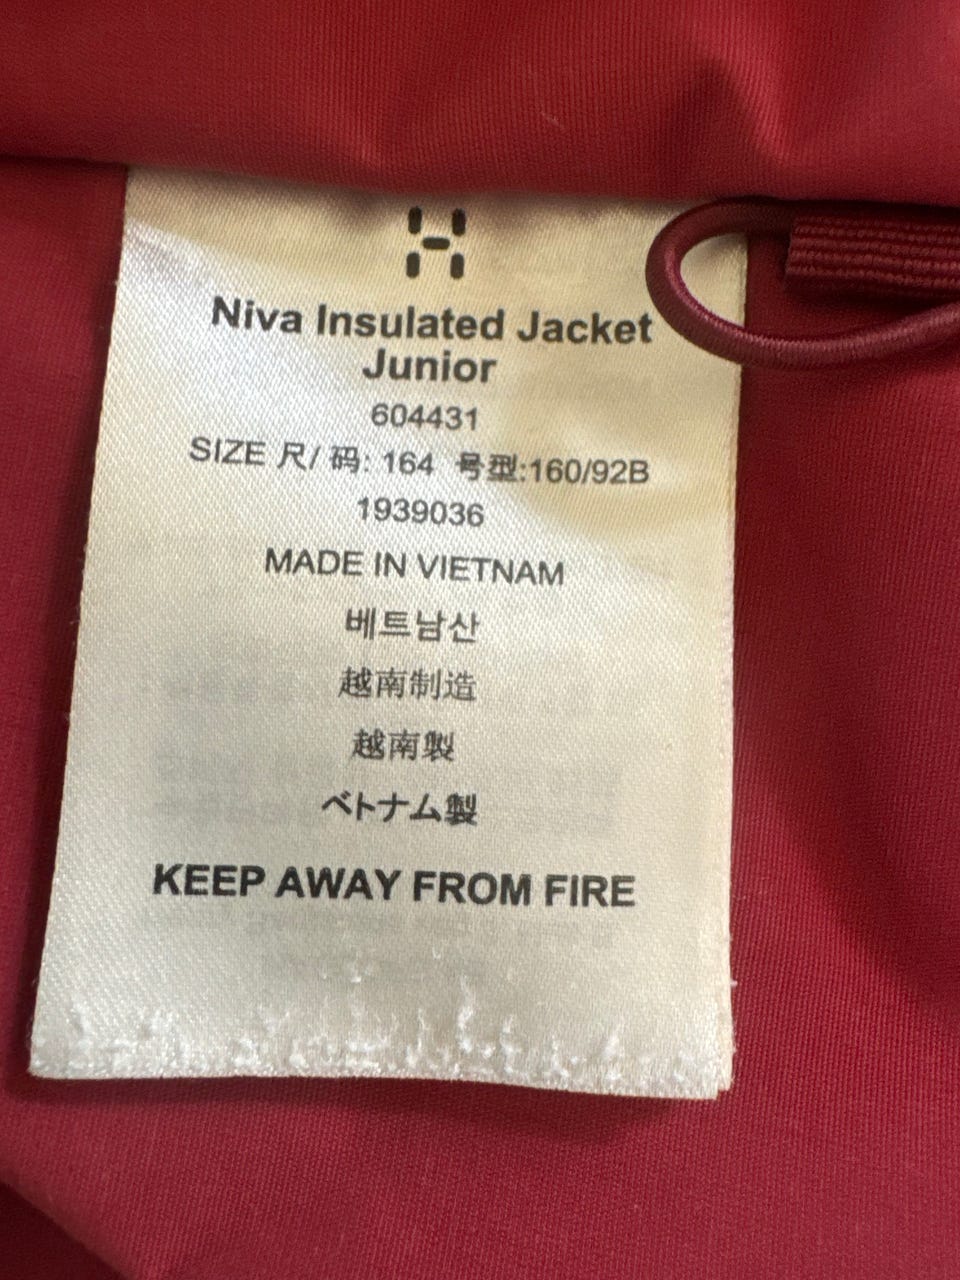 Niva Insulated Jacket
Junior
604431
SIZE 尺/ 码: 164 号型:160/92B
1939036
MADE IN VIETNAM
베트남산
越南制造
越南製
ベトナム製
KEEP AWAY FROM FIRE